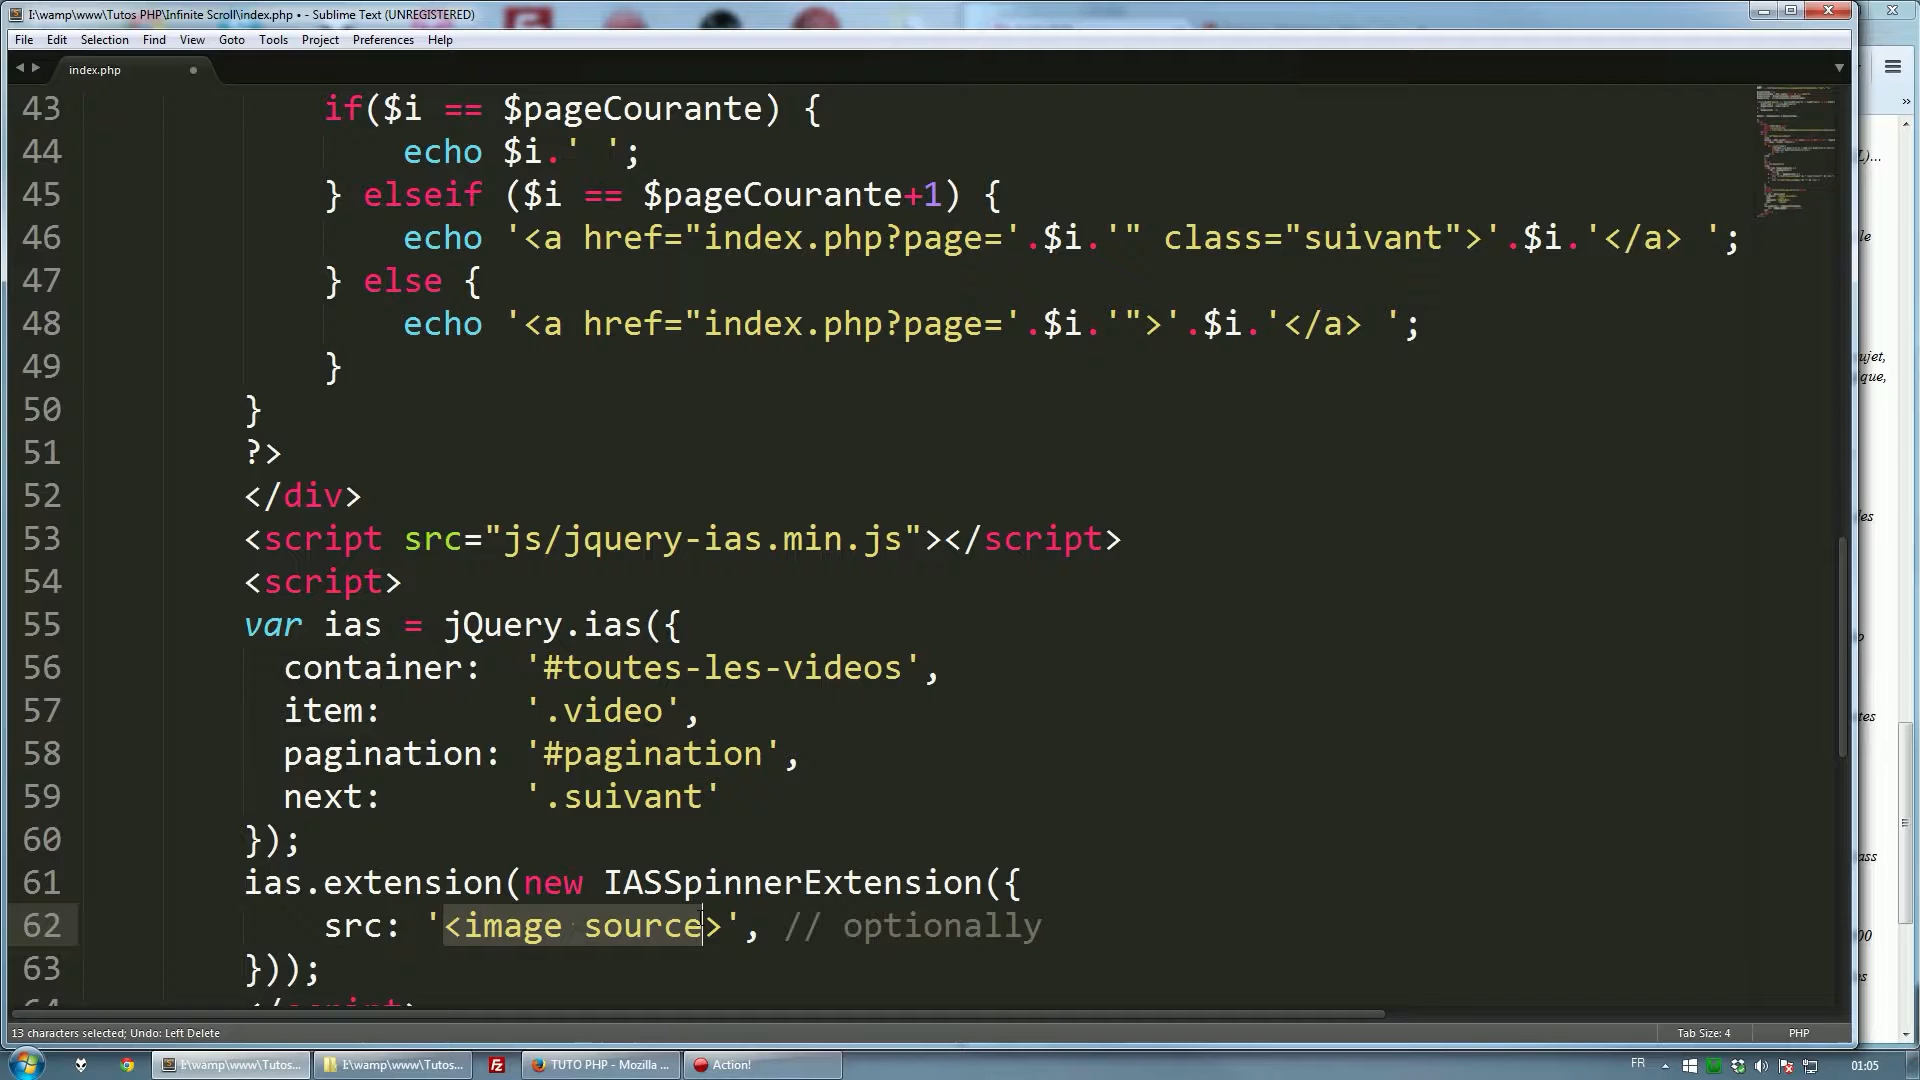 I:\wamp\www\Tutos PHP\Infinite Scroll\index.php • - Sublime Text (UNREGISTERED)
File Edit Selection Find View Goto Tools Project Preferences Help
index.php
43 if($i == $pageCourante) {
44 echo $i.' ';
45 } elseif ($i == $pageCourante+1) {
46 echo '<a href="index.php?page='.$i.'" class="suivant">'.$i.'</a> ';
47 } else {
48 echo '<a href="index.php?page='.$i.'">'.$i.'</a> ';
49 }
50 }
51 ?>
52 </div>
53 <script src="js/jquery-ias.min.js"></script>
54 <script>
55 var ias = jQuery.ias({
56 container: '#toutes-les-videos',
57 item: '.video',
58 pagination: '#pagination',
59 next: '.suivant'
60 });
61 ias.extension(new IASSpinnerExtension({
62 src: '<image source>', // optionally
63 }));
64 </script>
13 characters selected; Undo: Left Delete Tab Size: 4 PHP
I:\wamp\www\Tutos... I:\wamp\www\Tutos... TUTO PHP - Mozilla ... Action! FR 01:05
ujet,
que,